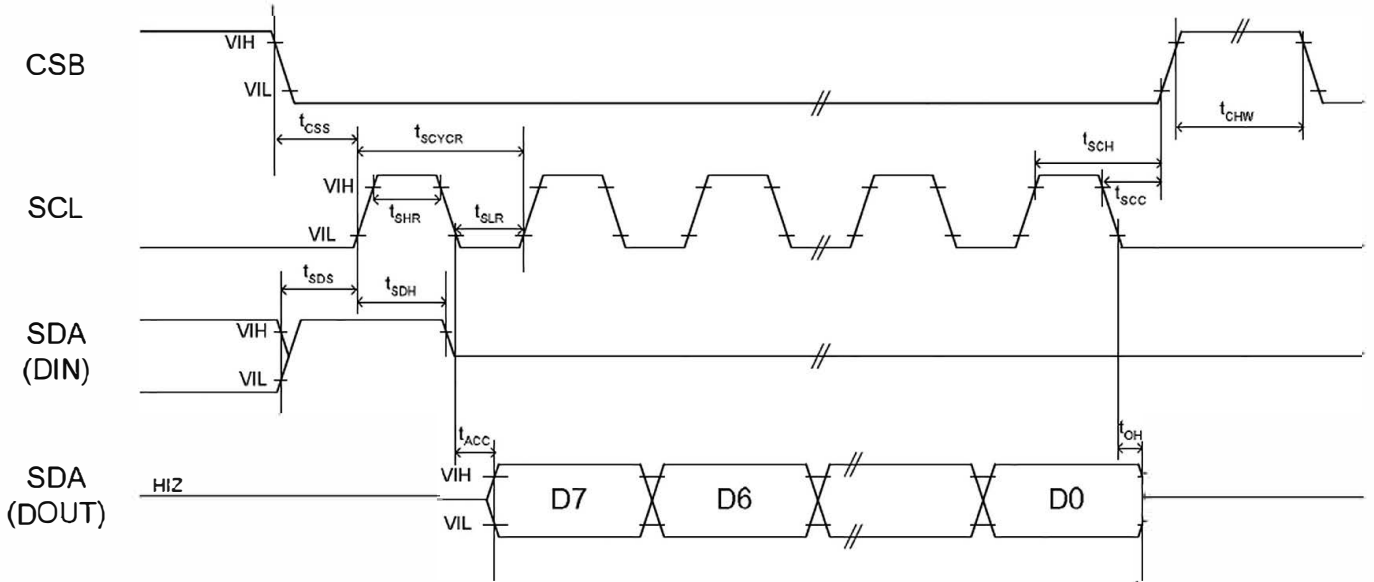 CSB
VIH
VIL
tCSS
tSCYCR
tCHW
tSCH
SCL
VIH
tSHR
tSLR
tSCC
VIL
tSDS
tSDH
SDA
(DIN)
VIH
VIL
tACC
tOH
SDA
(DOUT)
HIZ
VIH
D7
D6
D0
VIL